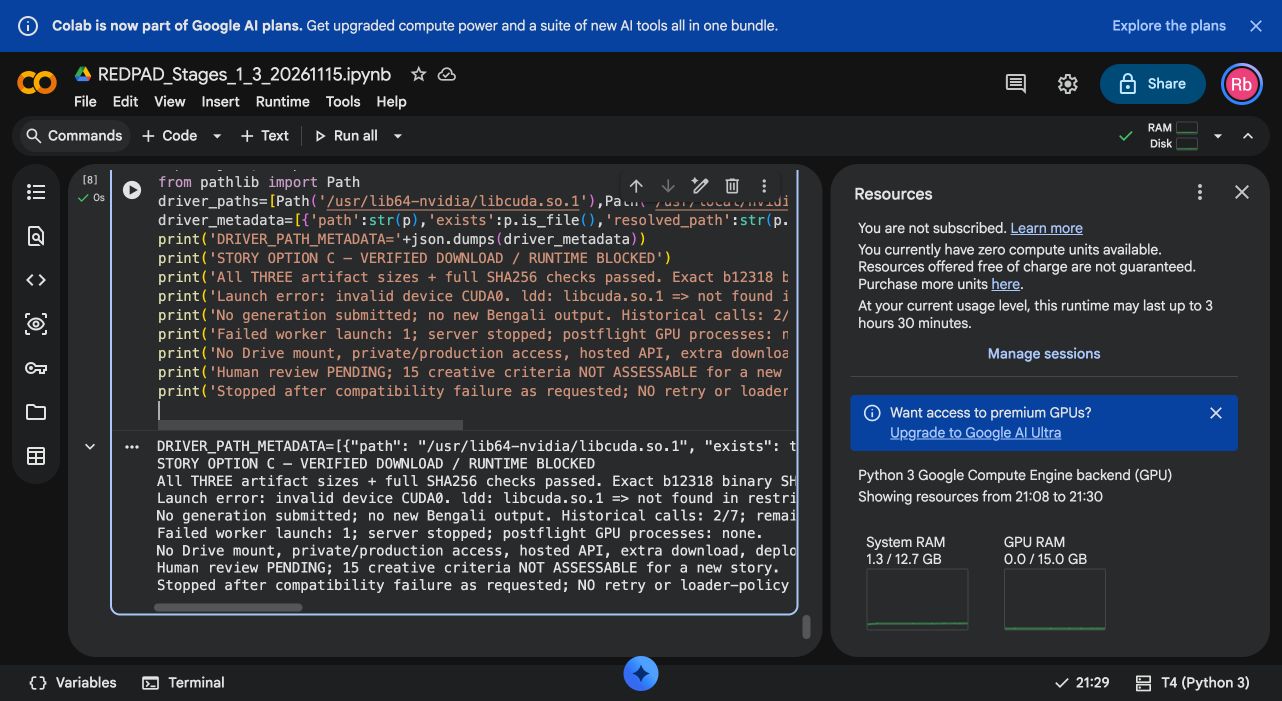 Colab is now part of Google AI plans. Get upgraded compute power and a suite of new AI tools all in one bundle.
Explore the plans
REDPAD_Stages_1_3_20261115.ipynb
File Edit View Insert Runtime Tools Help
Share
Rb
Commands
+ Code
+ Text
Run all
RAM
Disk
[8]
0s
from pathlib import Path
driver_paths=[Path('/usr/lib64-nvidia/libcuda.so.1'),Path('/usr/local/nvidi
driver_metadata=[{'path':str(p),'exists':p.is_file(),'resolved_path':str(p.
print('DRIVER_PATH_METADATA='+json.dumps(driver_metadata))
print('STORY OPTION C — VERIFIED DOWNLOAD / RUNTIME BLOCKED')
print('All THREE artifact sizes + full SHA256 checks passed. Exact b12318 b
print('Launch error: invalid device CUDA0. ldd: libcuda.so.1 => not found i
print('No generation submitted; no new Bengali output. Historical calls: 2/
print('Failed worker launch: 1; server stopped; postflight GPU processes: n
print('No Drive mount, private/production access, hosted API, extra downloa
print('Human review PENDING; 15 creative criteria NOT ASSESSABLE for a new
print('Stopped after compatibility failure as requested; NO retry or loader
DRIVER_PATH_METADATA=[{"path": "/usr/lib64-nvidia/libcuda.so.1", "exists": t
STORY OPTION C — VERIFIED DOWNLOAD / RUNTIME BLOCKED
All THREE artifact sizes + full SHA256 checks passed. Exact b12318 binary SH
Launch error: invalid device CUDA0. ldd: libcuda.so.1 => not found in restri
No generation submitted; no new Bengali output. Historical calls: 2/7; remai
Failed worker launch: 1; server stopped; postflight GPU processes: none.
No Drive mount, private/production access, hosted API, extra download, deplo
Human review PENDING; 15 creative criteria NOT ASSESSABLE for a new story.
Stopped after compatibility failure as requested; NO retry or loader-policy
Resources
You are not subscribed. Learn more
You currently have zero compute units available.
Resources offered free of charge are not guaranteed.
Purchase more units here.
At your current usage level, this runtime may last up to 3
hours 30 minutes.
Manage sessions
Want access to premium GPUs?
Upgrade to Google AI Ultra
Python 3 Google Compute Engine backend (GPU)
Showing resources from 21:08 to 21:30
System RAM
1.3 / 12.7 GB
GPU RAM
0.0 / 15.0 GB
Variables
Terminal
21:29
T4 (Python 3)